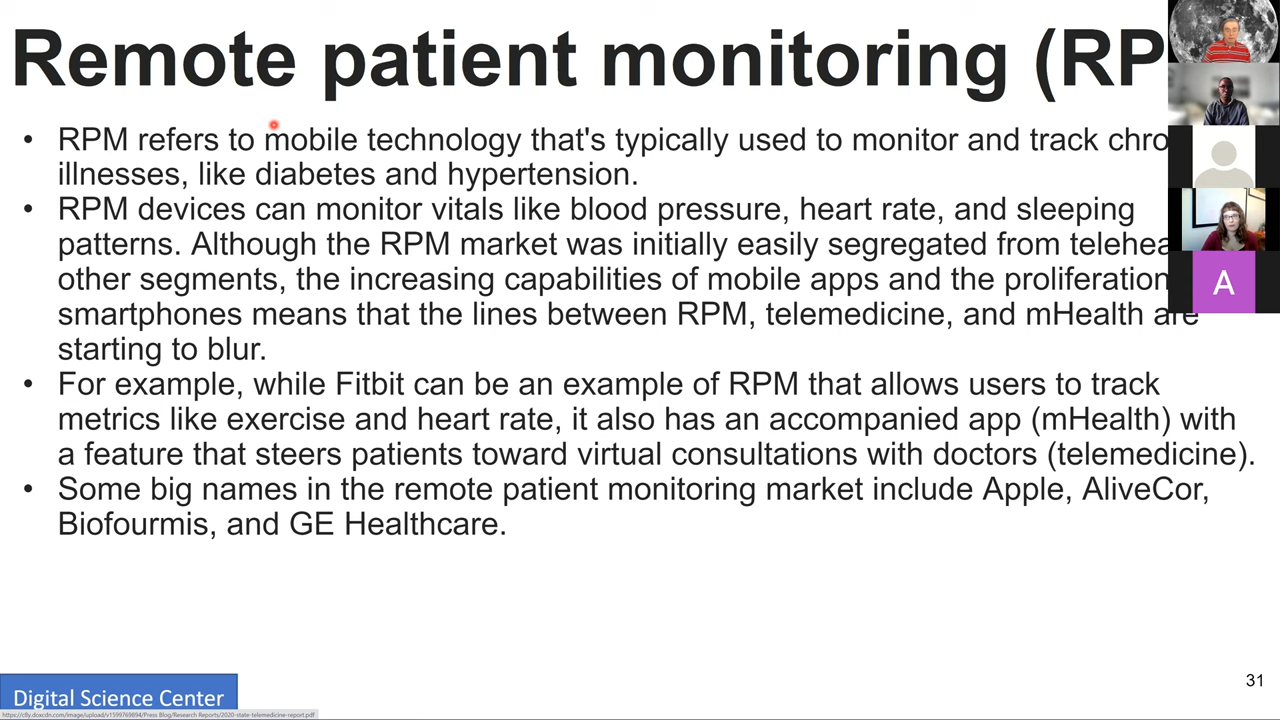 Remote patient monitoring (RP
• RPM refers to mobile technology that's typically used to monitor and track chro
illnesses, like diabetes and hypertension.
• RPM devices can monitor vitals like blood pressure, heart rate, and sleeping
patterns. Although the RPM market was initially easily segregated from telehea
other segments, the increasing capabilities of mobile apps and the proliferation
smartphones means that the lines between RPM, telemedicine, and mHealth are
starting to blur.
• For example, while Fitbit can be an example of RPM that allows users to track
metrics like exercise and heart rate, it also has an accompanied app (mHealth) with
a feature that steers patients toward virtual consultations with doctors (telemedicine).
• Some big names in the remote patient monitoring market include Apple, AliveCor,
Biofourmis, and GE Healthcare.
A
31
Digital Science Center